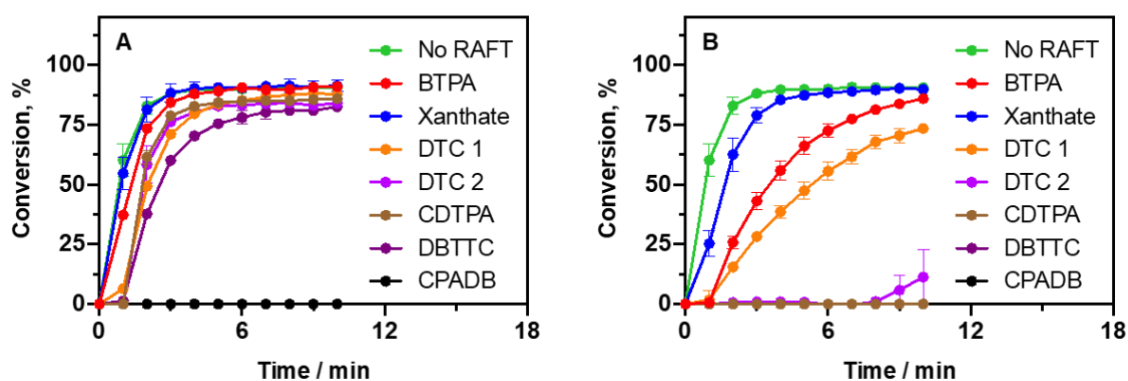 A
No RAFT
BTPA
Xanthate
DTC 1
DTC 2
CDTPA
DBTTC
CPADB
100
75
50
25
0
Conversion, %
0
6
12
18
Time / min
B
No RAFT
BTPA
Xanthate
DTC 1
DTC 2
CDTPA
DBTTC
CPADB
100
75
50
25
0
Conversion, %
0
6
12
18
Time / min